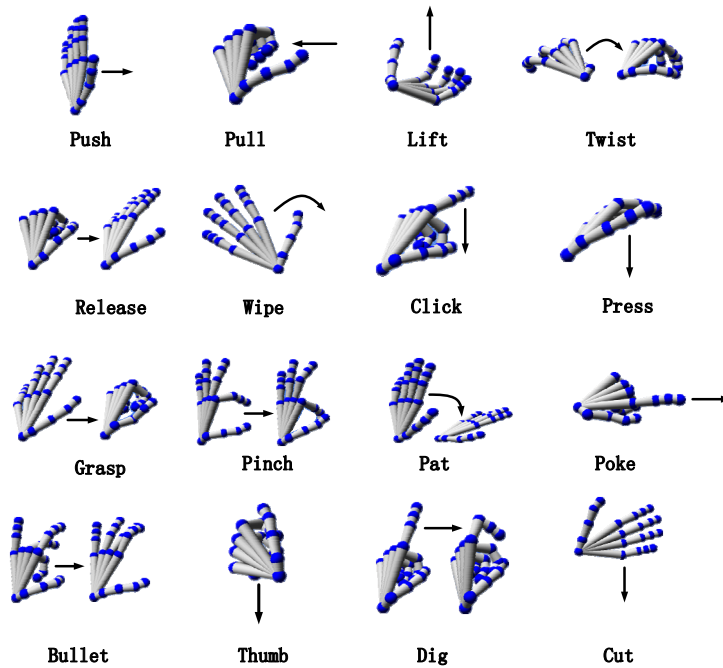 Push Pull Lift Twist
Release Wipe Click Press
Grasp Pinch Pat Poke
Bullet Thumb Dig Cut